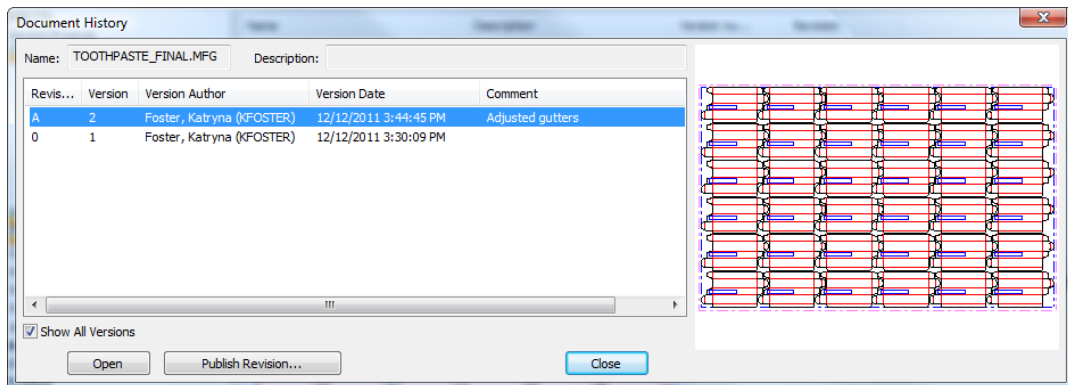 Document History
Name: TOOTHPASTE_FINAL.MFG Description:
Revis... Version Version Author Version Date Comment
A 2 Foster, Katryna (KFOSTER) 12/12/2011 3:44:45 PM Adjusted gutters
0 1 Foster, Katryna (KFOSTER) 12/12/2011 3:30:09 PM
Show All Versions
Open Publish Revision... Close